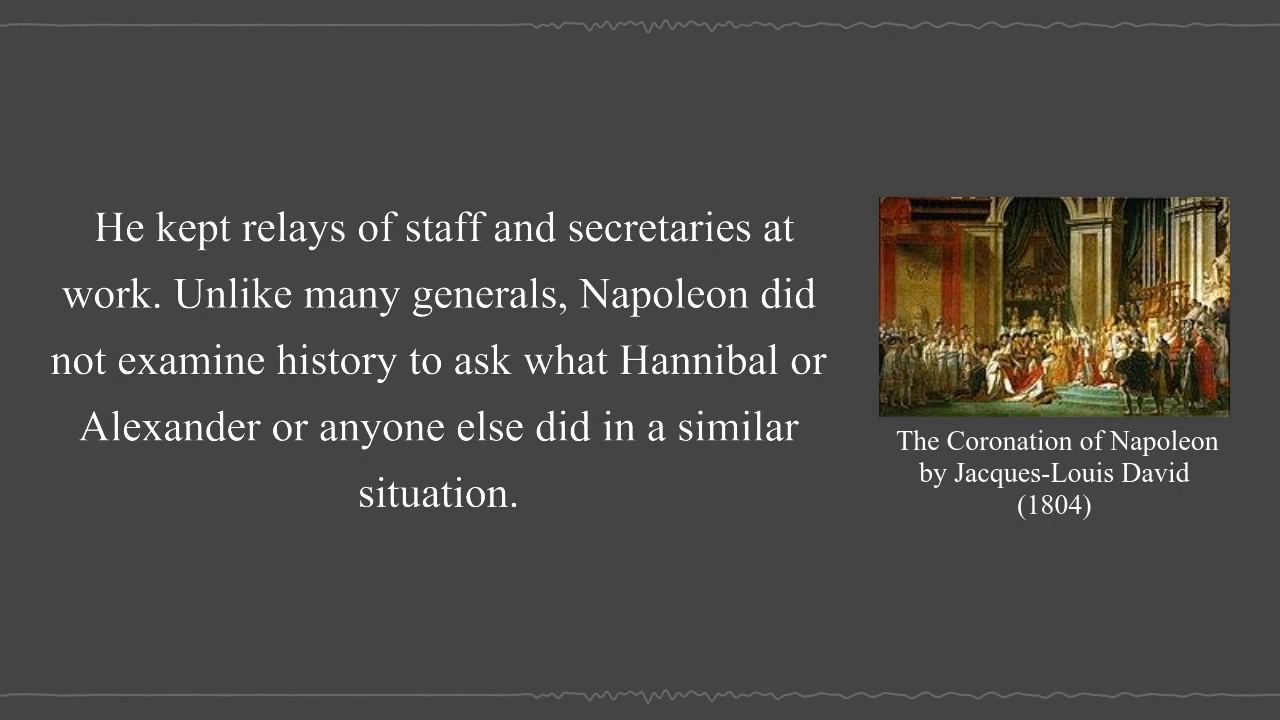 He kept relays of staff and secretaries at
work. Unlike many generals, Napoleon did
not examine history to ask what Hannibal or
Alexander or anyone else did in a similar
situation.
The Coronation of Napoleon
by Jacques-Louis David
(1804)